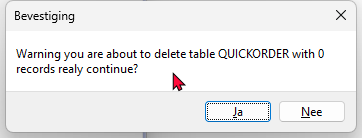 Bevestiging
Warning you are about to delete table QUICKORDER with 0
records realy continue?
Ja
Nee